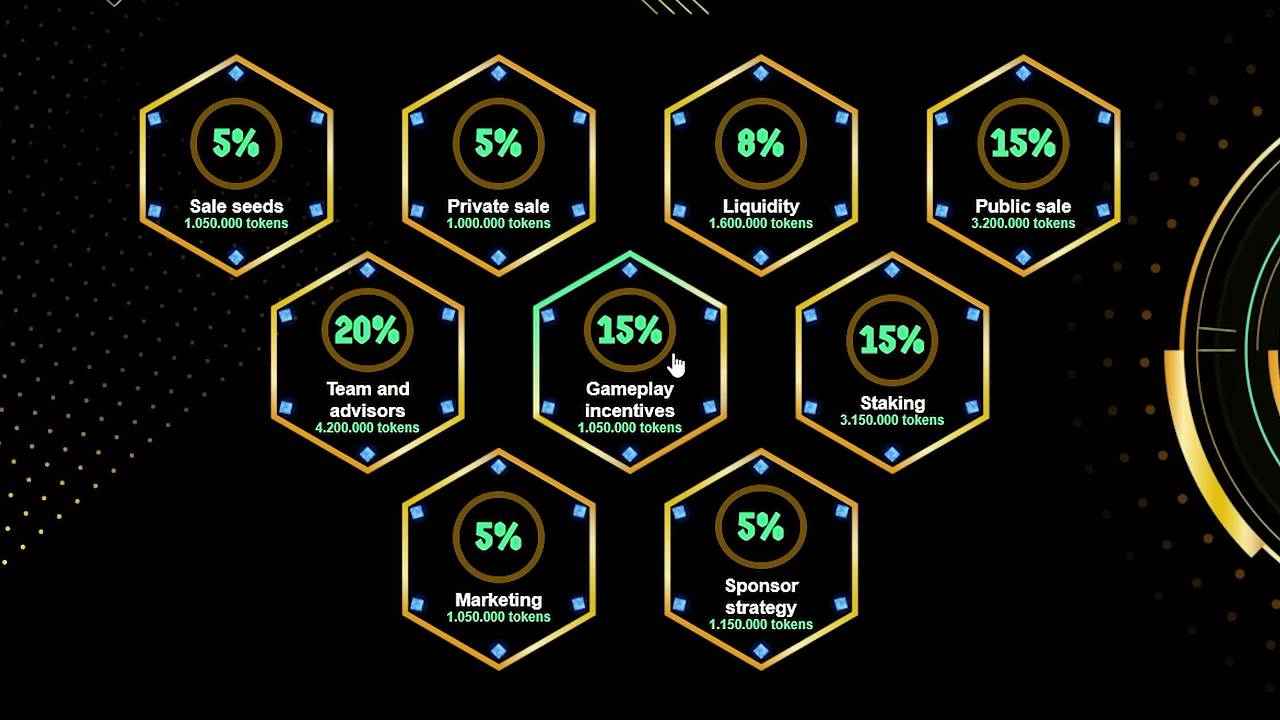 5%
Sale seeds
1.050.000 tokens
5%
Private sale
1.000.000 tokens
8%
Liquidity
1.600.000 tokens
15%
Public sale
3.200.000 tokens
20%
Team and
advisors
4.200.000 tokens
15%
Gameplay
incentives
1.050.000 tokens
15%
Staking
3.150.000 tokens
5%
Marketing
1.050.000 tokens
5%
Sponsor
strategy
1.150.000 tokens